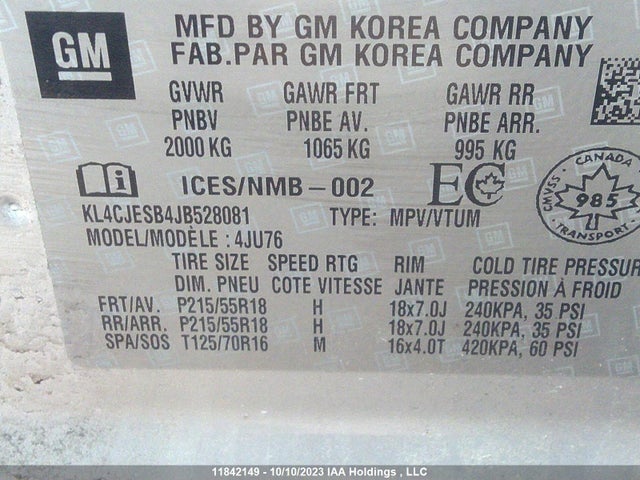 GM
MFD BY GM KOREA COMPANY
FAB.PAR GM KOREA COMPANY
GVWR GAWR FRT GAWR RR
PNBV PNBE AV. PNBE ARR.
2000 KG 1065 KG 995 KG
ICES/NMB-002 EC
CANADA
CMVSS 985
TRANSPORT
KL4CJESB4JB528081 TYPE: MPV/VTUM
MODEL/MODÈLE: 4JU76
TIRE SIZE SPEED RTG RIM COLD TIRE PRESSUR
DIM. PNEU COTE VITESSE JANTE PRESSION À FROID
FRT/AV. P215/55R18 H 18x7.0J 240KPA, 35 PSI
RR/ARR. P215/55R18 H 18x7.0J 240KPA, 35 PSI
SPA/SOS T125/70R16 M 16x4.0T 420KPA, 60 PSI
11842149 - 10/10/2023 IAA Holdings , LLC